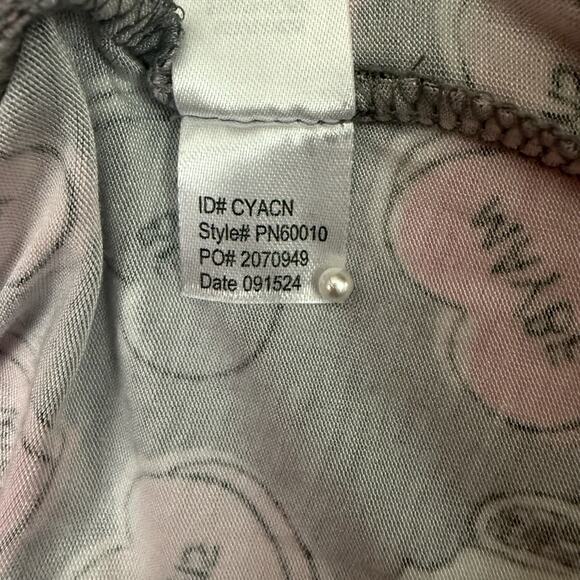 ID# CYACN
Style# PN60010
PO# 2070949
Date 091524